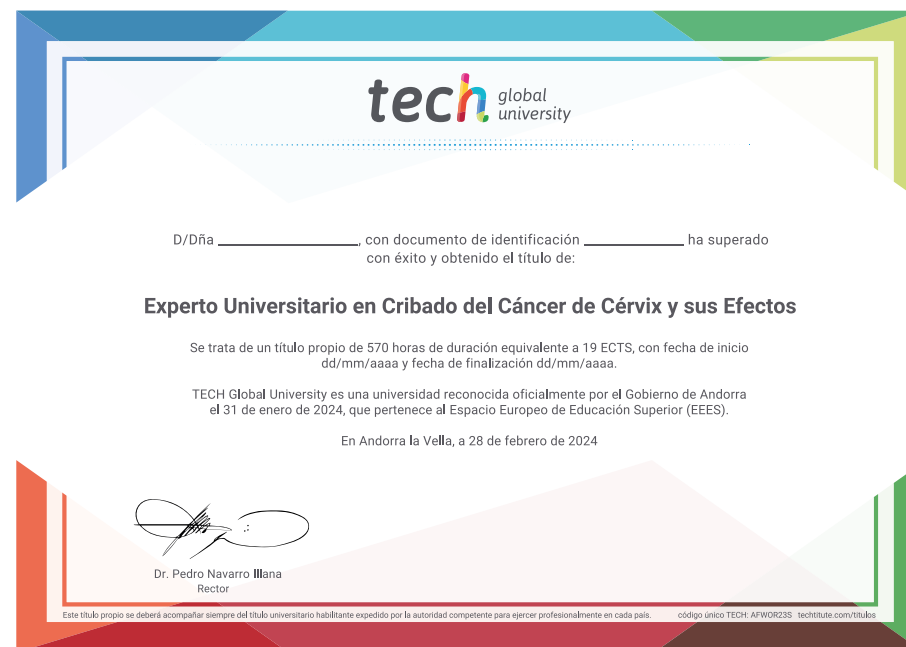 tech global university
D/Dña ____________________, con documento de identificación ______________ ha superado
con éxito y obtenido el título de:
Experto Universitario en Cribado del Cáncer de Cérvix y sus Efectos
Se trata de un título propio de 570 horas de duración equivalente a 19 ECTS, con fecha de inicio
dd/mm/aaaa y fecha de finalización dd/mm/aaaa.
TECH Global University es una universidad reconocida oficialmente por el Gobierno de Andorra
el 31 de enero de 2024, que pertenece al Espacio Europeo de Educación Superior (EEES).
En Andorra la Vella, a 28 de febrero de 2024
Dr. Pedro Navarro Illana
Rector
Este título propio se deberá acompañar siempre del título universitario habilitante expedido por la autoridad competente para ejercer profesionalmente en cada país. código único TECH: AFWOR23S techtitute.com/titulos